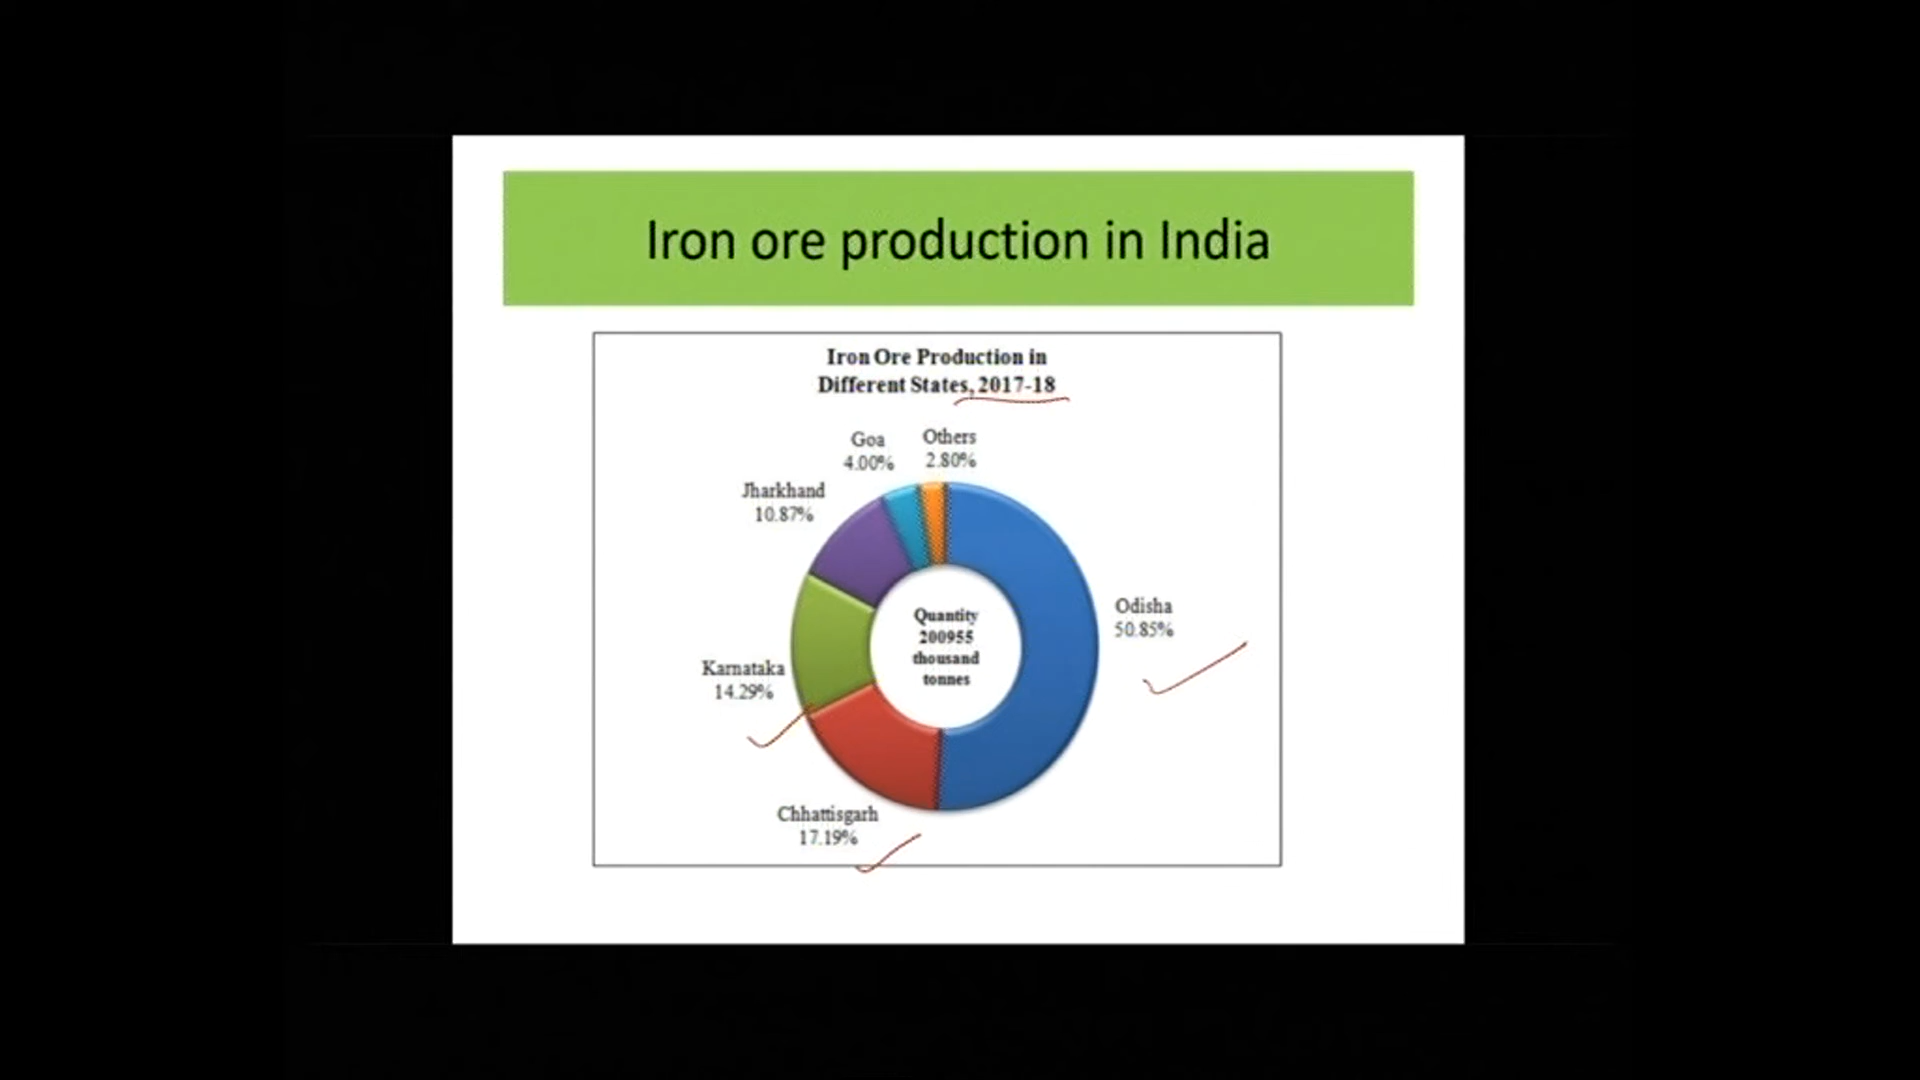 Iron ore production in India
Iron Ore Production in
Different States, 2017-18
Goa
4.00%
Others
2.80%
Jharkhand
10.87%
Odisha
50.85%
Quantity
200955
thousand
tonnes
Karnataka
14.29%
Chhattisgarh
17.19%